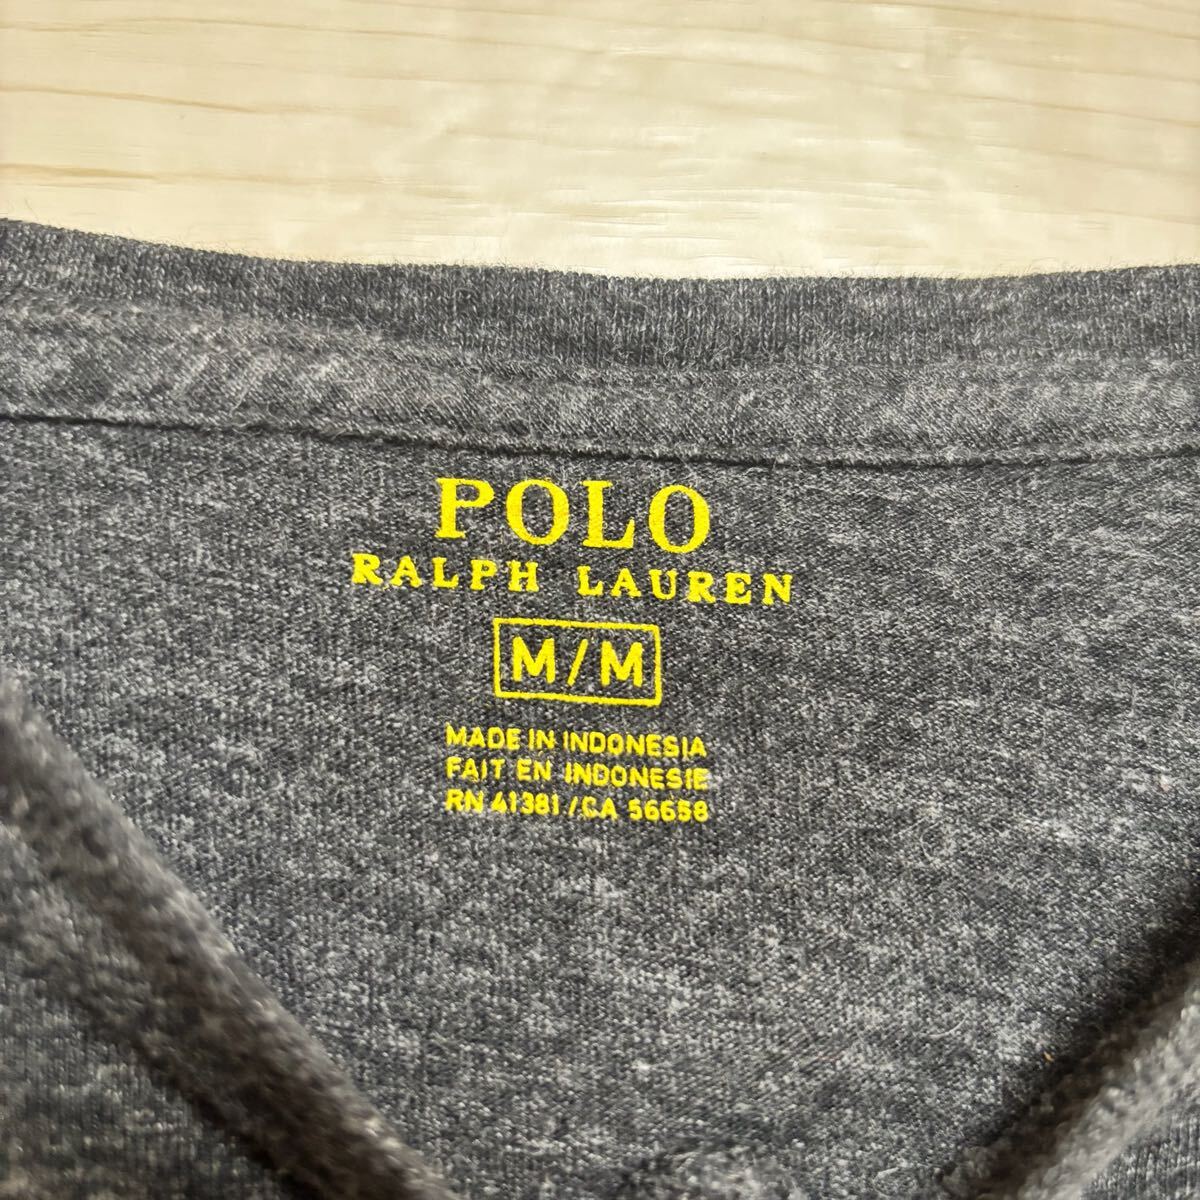 POLO
RALPH LAUREN
M/M
MADE IN INDONESIA
FAIT EN INDONESIE
RN 41381 / CA 56658